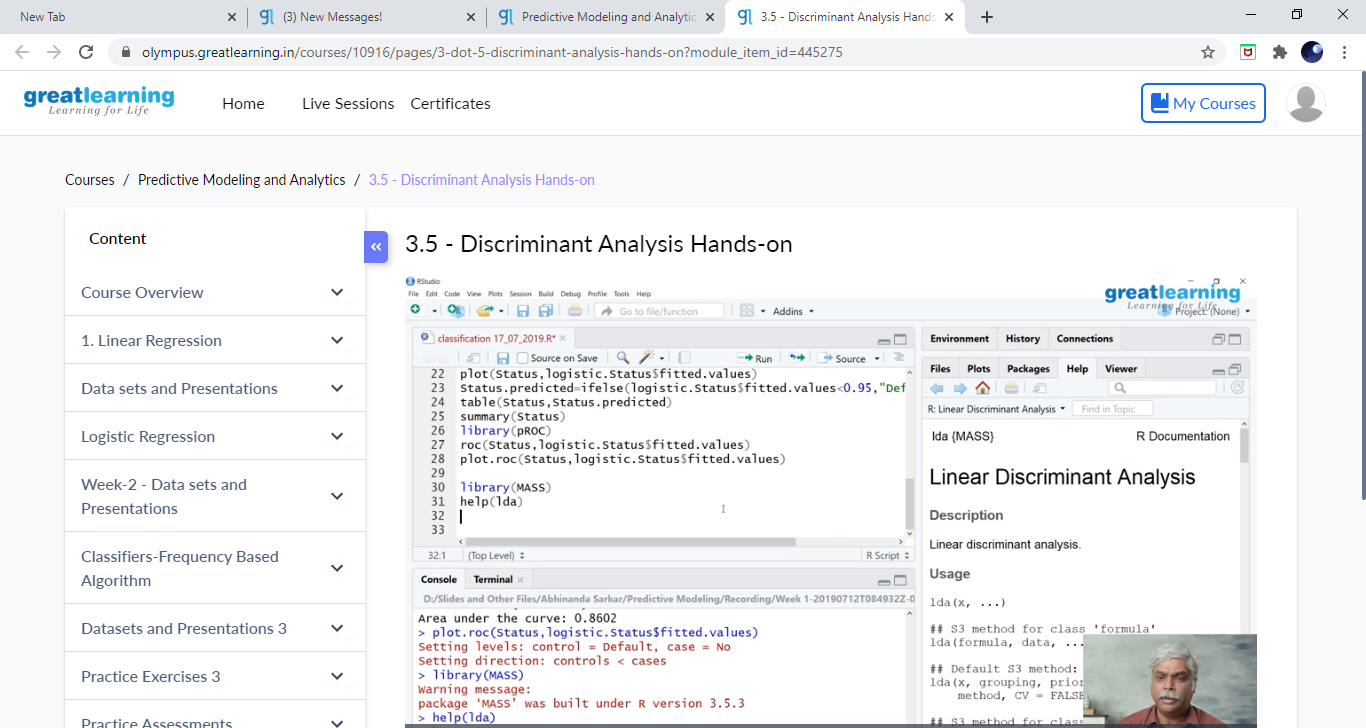 New Tab
(3) New Messages!
Predictive Modeling and Analytic
3.5 - Discriminant Analysis Hands
olympus.greatlearning.in/courses/10916/pages/3-dot-5-discriminant-analysis-hands-on?module_item_id=445275
greatlearning
Learning for Life
Home
Live Sessions
Certificates
My Courses
Courses / Predictive Modeling and Analytics / 3.5 - Discriminant Analysis Hands-on
Content
Course Overview
1. Linear Regression
Data sets and Presentations
Logistic Regression
Week-2 - Data sets and
Presentations
Classifiers-Frequency Based
Algorithm
Datasets and Presentations 3
Practice Exercises 3
Practice Assessments
3.5 - Discriminant Analysis Hands-on
RStudio
File Edit Code View Plots Session Build Debug Profile Tools Help
greatlearning
Learning for Life
Go to file/function
Addins
Project: (None)
classification 17_07_2019.R*
Source on Save
Run
Source
22 plot(Status,logistic.Status$fitted.values)
23 Status.predicted=ifelse(logistic.Status$fitted.values<0.95,"Def
24 table(Status,Status.predicted)
25 summary(Status)
26 library(pROC)
27 roc(Status,logistic.Status$fitted.values)
28 plot.roc(Status,logistic.Status$fitted.values)
29
30 library(MASS)
31 help(lda)
32
33
32:1 (Top Level)
R Script
Console Terminal
D:/Slides and Other Files/Abhinanda Sarkar/Predictive Modeling/Recording/Week 1-20190712T084932Z-0
Area under the curve: 0.8602
> plot.roc(Status,logistic.Status$fitted.values)
Setting levels: control = Default, case = No
Setting direction: controls < cases
> library(MASS)
Warning message:
package 'MASS' was built under R version 3.5.3
> help(lda)
Environment History Connections
Files Plots Packages Help Viewer
R: Linear Discriminant Analysis
Find in Topic
lda {MASS}
R Documentation
Linear Discriminant Analysis
Description
Linear discriminant analysis.
Usage
lda(x, ...)
## S3 method for class 'formula'
lda(formula, data, ...
## Default S3 method:
lda(x, grouping, prior
method, CV = FALSE
## S3 method for class